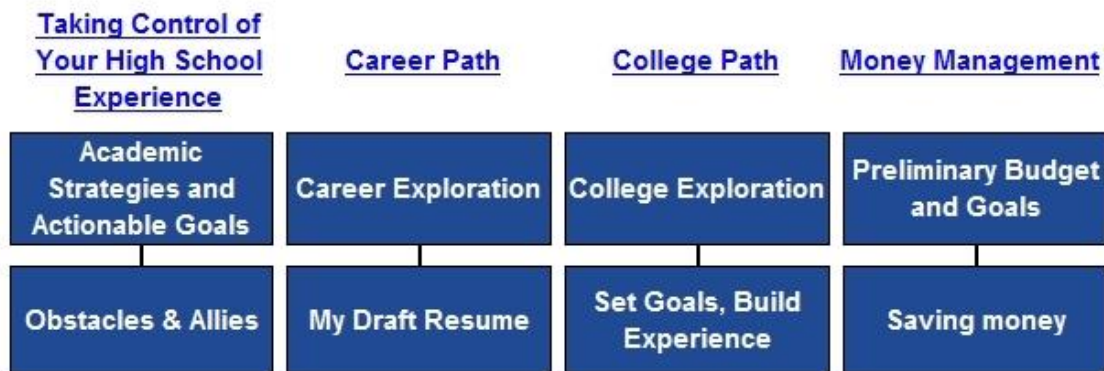 Taking Control of
Your High School
Experience
Career Path
College Path
Money Management
Academic
Strategies and
Actionable Goals
Career Exploration
College Exploration
Preliminary Budget
and Goals
Obstacles & Allies
My Draft Resume
Set Goals, Build
Experience
Saving money